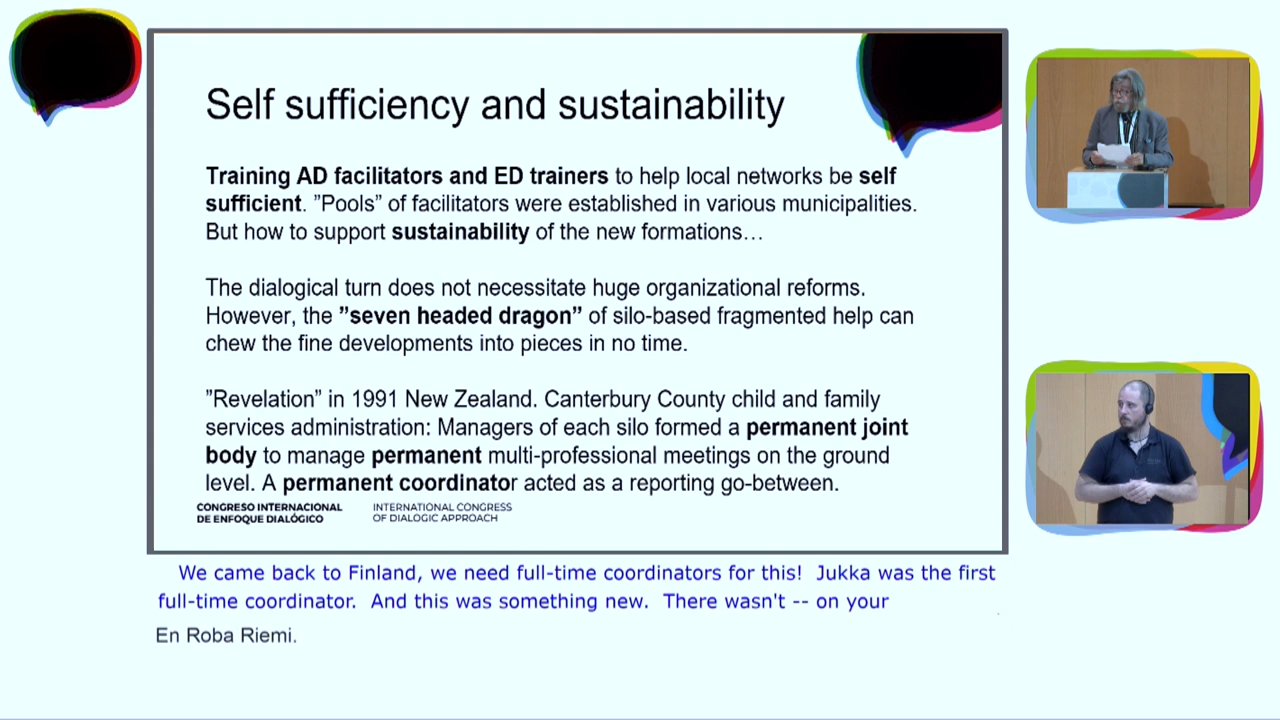 Self sufficiency and sustainability
Training AD facilitators and ED trainers to help local networks be self
sufficient. ”Pools” of facilitators were established in various municipalities.
But how to support sustainability of the new formations…
The dialogical turn does not necessitate huge organizational reforms.
However, the ”seven headed dragon” of silo-based fragmented help can
chew the fine developments into pieces in no time.
”Revelation” in 1991 New Zealand. Canterbury County child and family
services administration: Managers of each silo formed a permanent joint
body to manage permanent multi-professional meetings on the ground
level. A permanent coordinator acted as a reporting go-between.
CONGRESO INTERNACIONAL
DE ENFOQUE DIALÓGICO
INTERNATIONAL CONGRESS
OF DIALOGIC APPROACH
We came back to Finland, we need full-time coordinators for this!  Jukka was the first
full-time coordinator.  And this was something new.  There wasn't -- on your
En Roba Riemi.